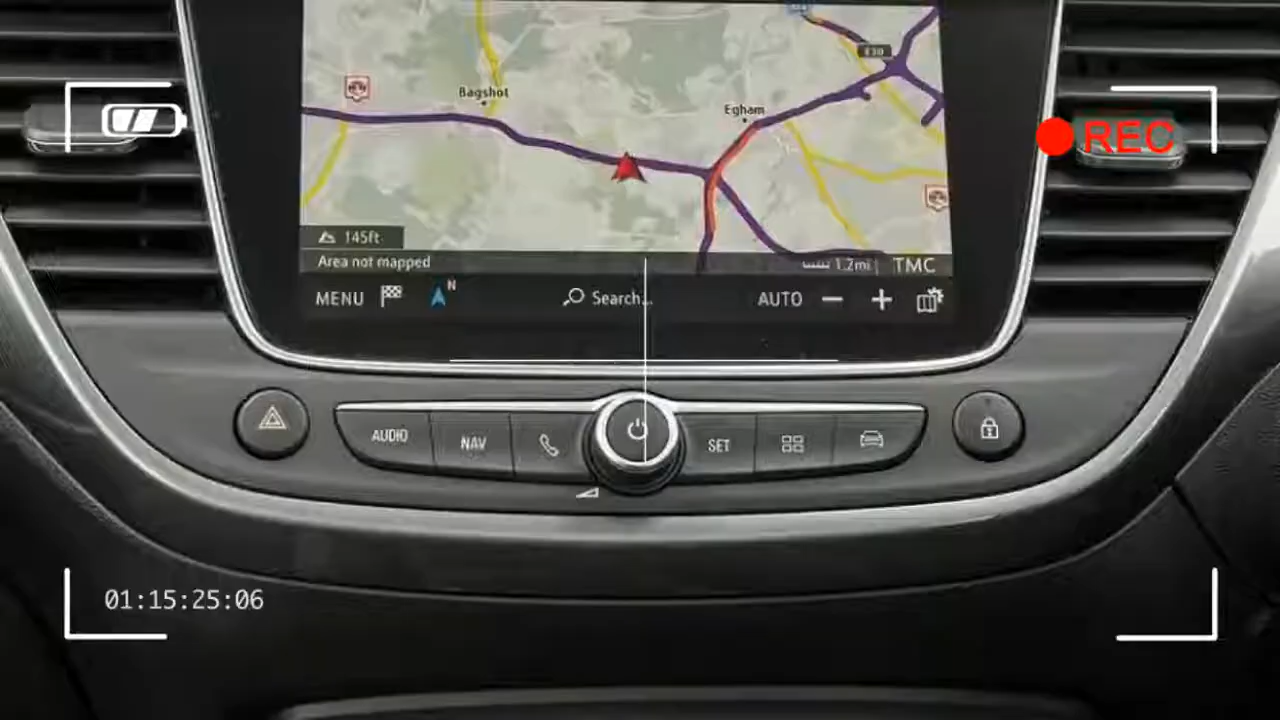 E30
Bagshot
Egham
REC
145ft
Area not mapped
1.2mi
TMC
MENU
N
Search...
AUTO
AUDIO
NAV
SET
01:15:25:06